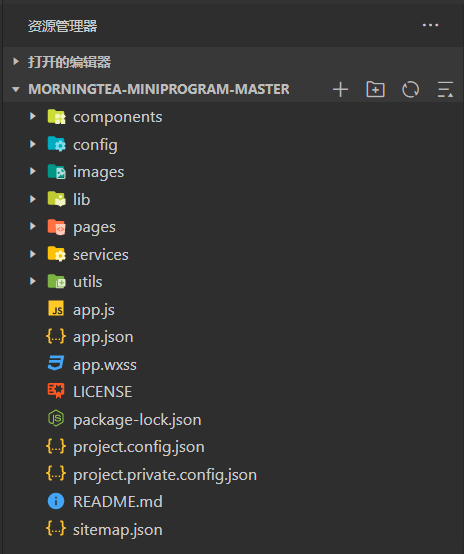 资源管理器
打开的编辑器
MORNINGTEA-MINIPROGRAM-MASTER
components
config
images
lib
pages
services
utils
JS app.js
{..} app.json
app.wxss
LICENSE
package-lock.json
{..} project.config.json
{..} project.private.config.json
README.md
{..} sitemap.json